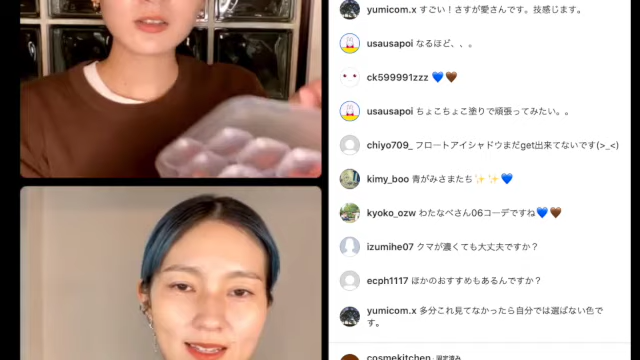 yumicom.x すごい！さすが愛さんです。技感じます。
usausapoi なるほど、、。
ck599991zzz 💙🤎
usausapoi ちょこちょこ塗りで頑張ってみたい。。
chiyo709_ フロートアイシャドウまだget出来てないです(>_<)
kimy_boo 青がみさまたち✨✨💙
kyoko_ozw わたなべさん06コーデですね💙🤎
izumihe07 クマが濃くても大丈夫ですか？
ecph1117 ほかのおすすめもあるんですか？
yumicom.x 多分これ見てなかったら自分では選ばない色で
す。
cosmekitchen · 固定済み